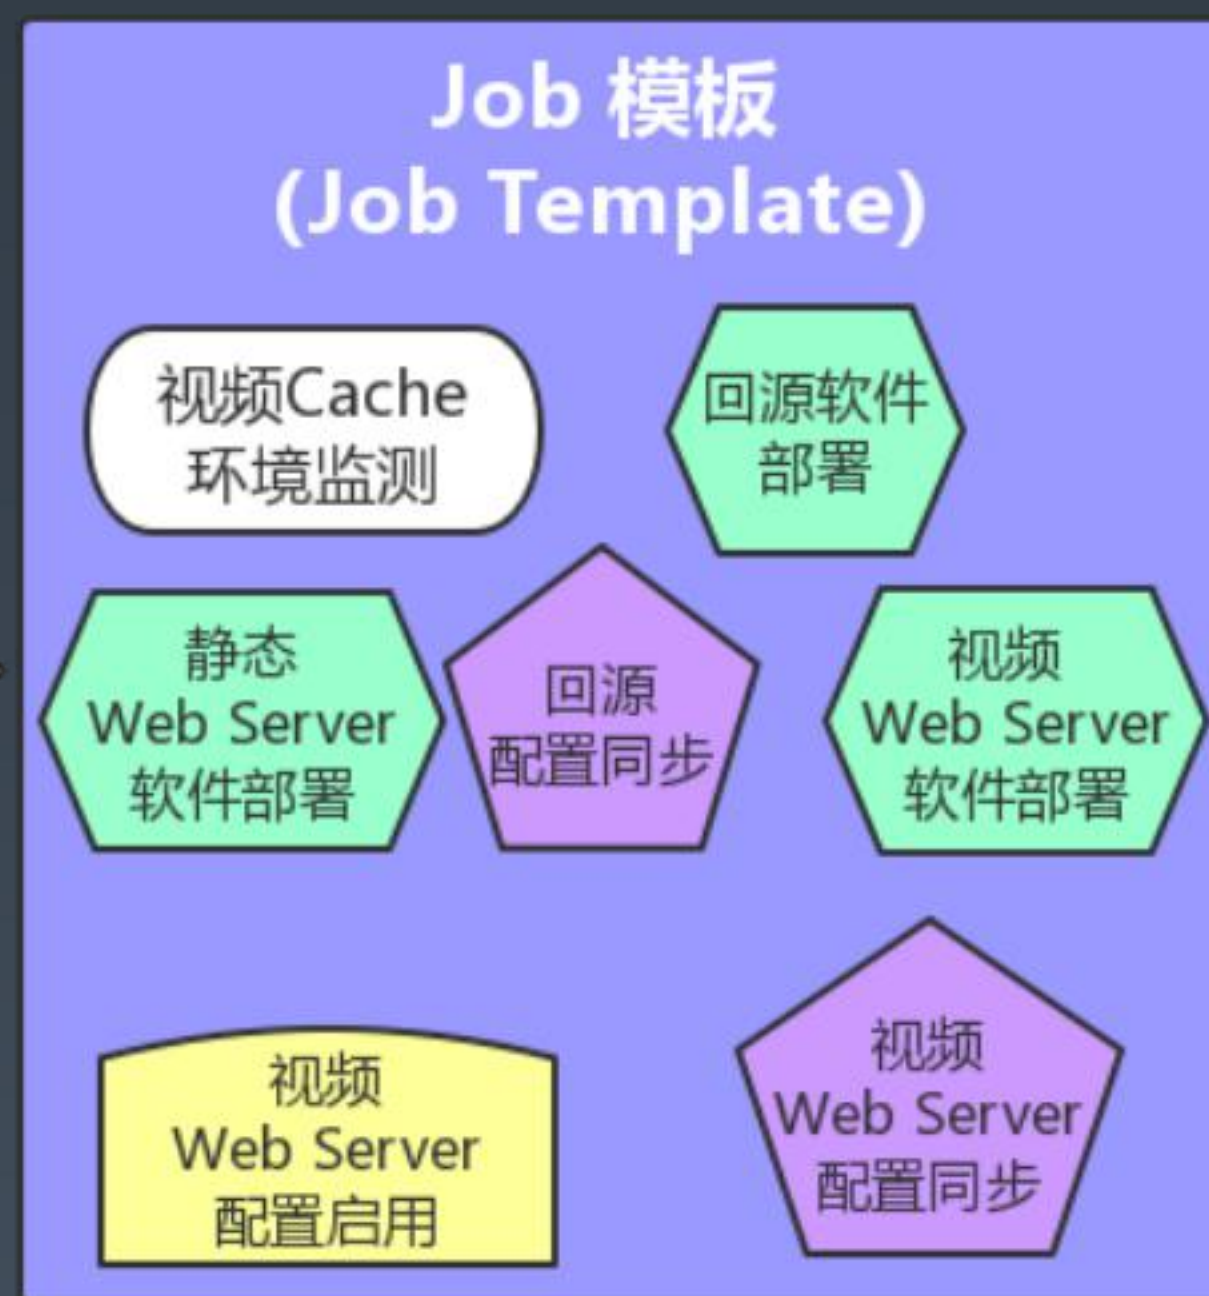 Job 模板
(Job Template)
视频Cache
环境监测
回源软件
部署
静态
Web Server
软件部署
回源
配置同步
视频
Web Server
软件部署
视频
Web Server
配置启用
视频
Web Server
配置同步